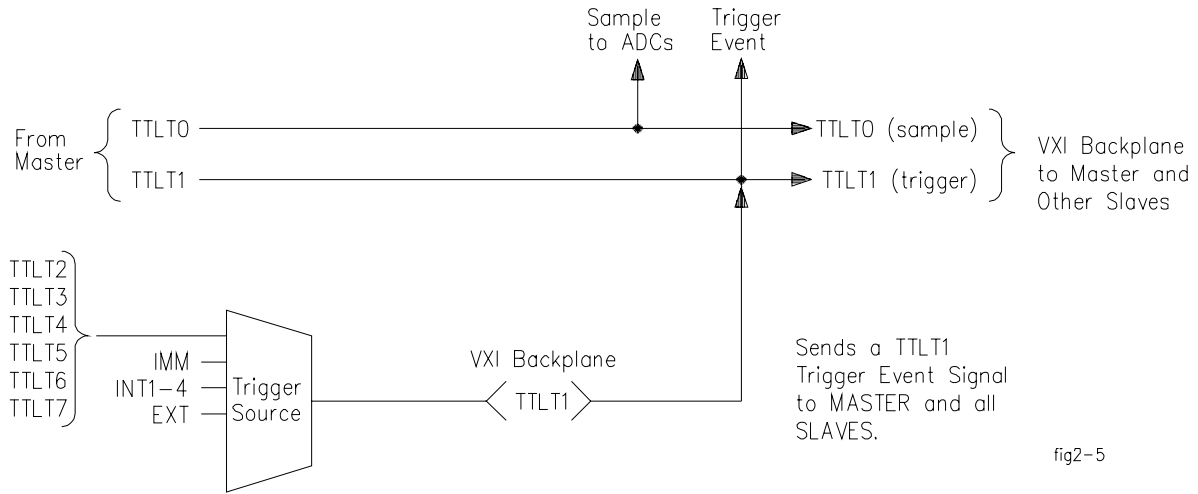 Sample
to ADCs
Trigger
Event
From
Master
TTLT0
TTLT1
TTLT0 (sample)
TTLT1 (trigger)
VXI Backplane
to Master and
Other Slaves
TTLT2
TTLT3
TTLT4
TTLT5
TTLT6
TTLT7
IMM
INT1-4
EXT
Trigger
Source
VXI Backplane
TTLT1
Sends a TTLT1
Trigger Event Signal
to MASTER and all
SLAVES.
fig2-5